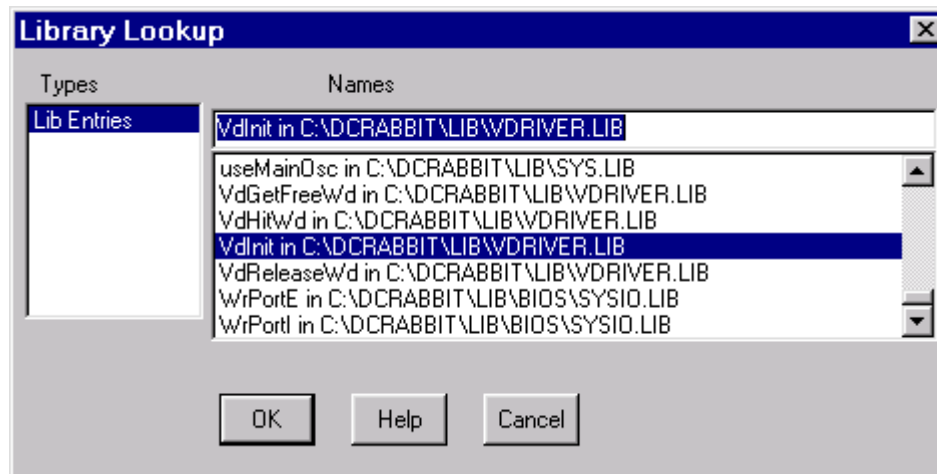 Library Lookup
Types Names
Lib Entries
VdInit in C:\DCRABBIT\LIB\VDRIVER.LIB
useMainOsc in C:\DCRABBIT\LIB\SYS.LIB
VdGetFreeWd in C:\DCRABBIT\LIB\VDRIVER.LIB
VdHitWd in C:\DCRABBIT\LIB\VDRIVER.LIB
VdInit in C:\DCRABBIT\LIB\VDRIVER.LIB
VdReleaseWd in C:\DCRABBIT\LIB\VDRIVER.LIB
WrPortE in C:\DCRABBIT\LIB\BIOS\SYSIO.LIB
WrPortI in C:\DCRABBIT\LIB\BIOS\SYSIO.LIB
OK Help Cancel